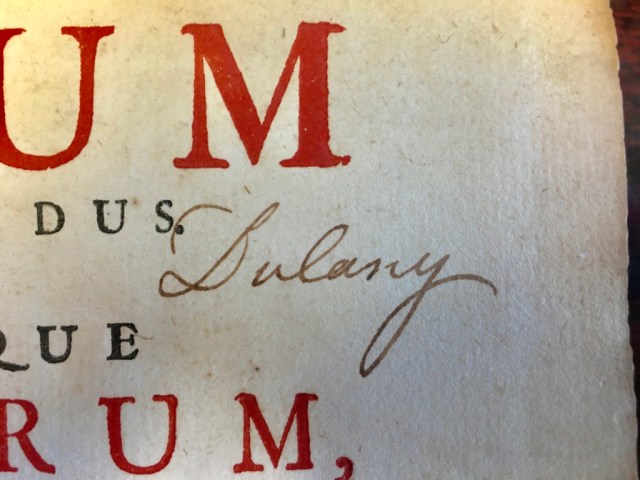 UM
DUS.
Dulany
QUE
RUM,